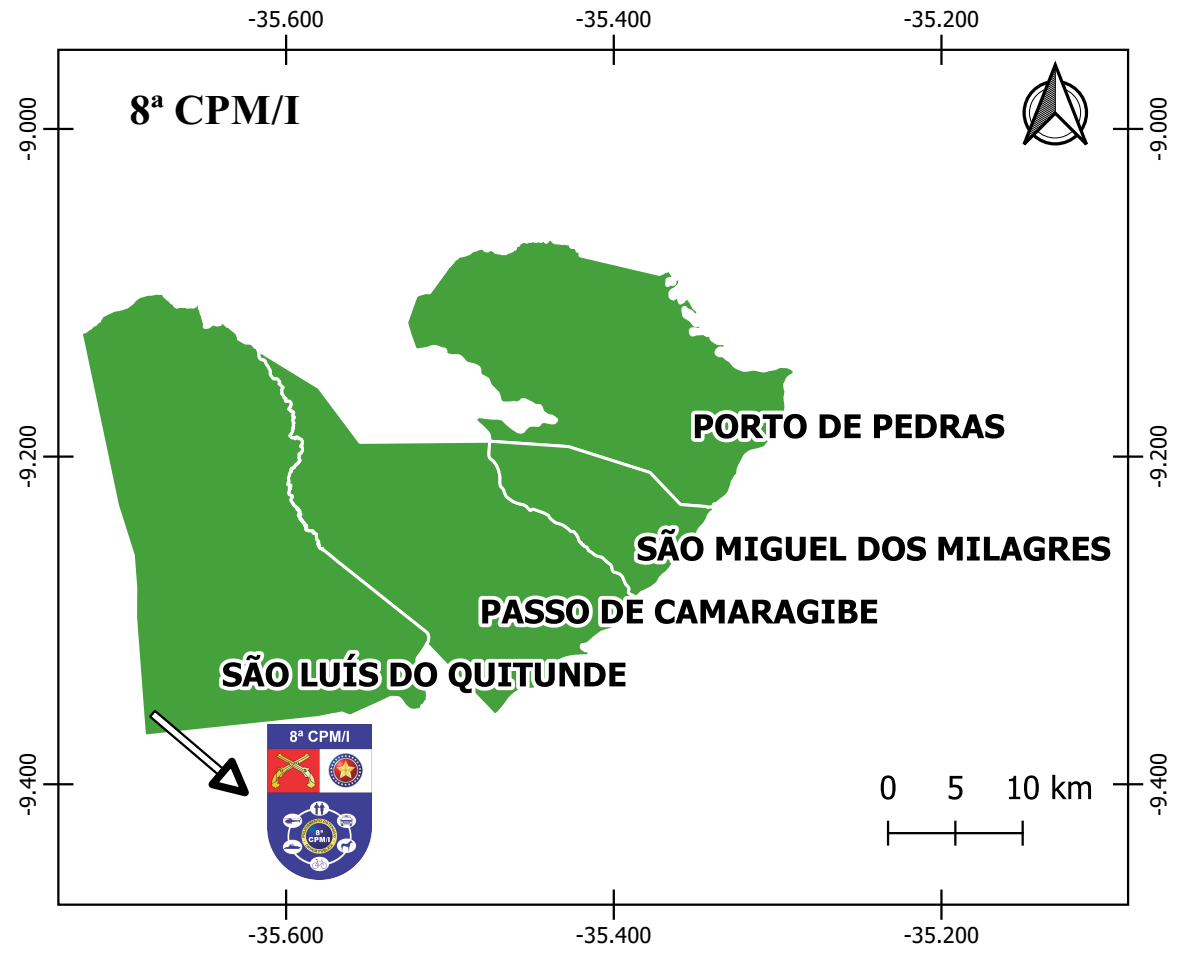 -35.600 -35.400 -35.200
8ª CPM/I
-9.000 -9.000
PORTO DE PEDRAS
-9.200 -9.200
SÃO MIGUEL DOS MILAGRES
PASSO DE CAMARAGIBE
SÃO LUÍS DO QUITUNDE
8ª CPM/I
-9.400 -9.400
0 5 10 km
8ª
CPM/I
-35.600 -35.400 -35.200